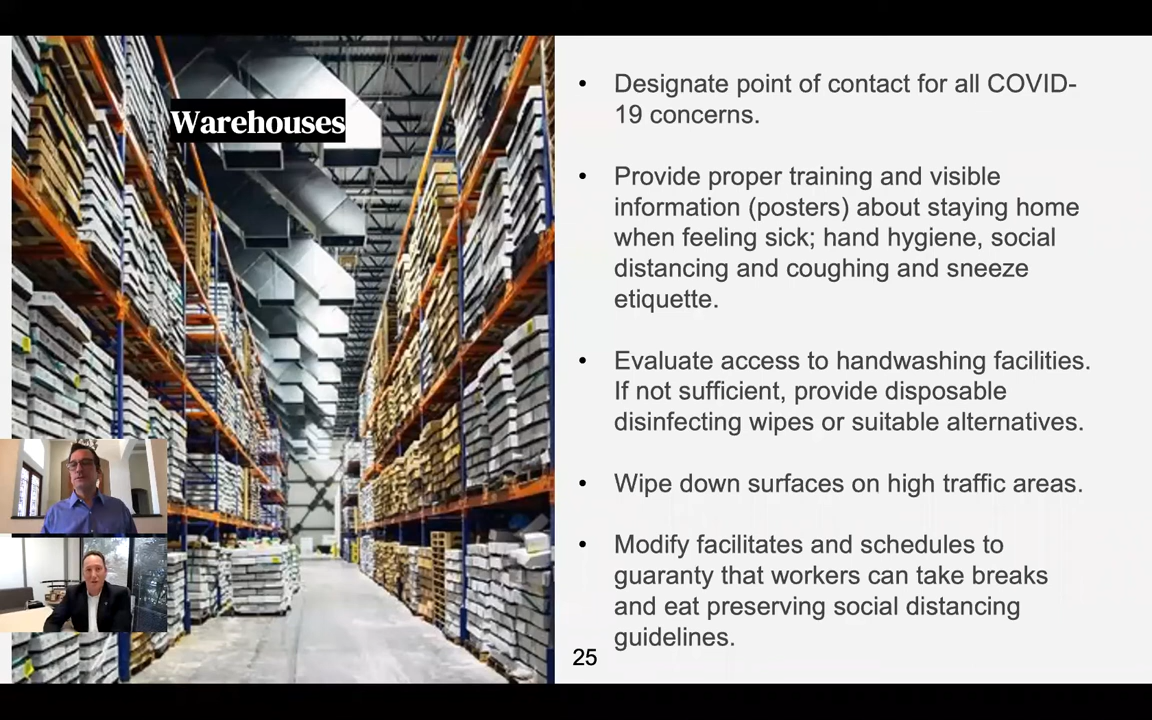 Warehouses
• Designate point of contact for all COVID-
19 concerns.
• Provide proper training and visible
information (posters) about staying home
when feeling sick; hand hygiene, social
distancing and coughing and sneeze
etiquette.
• Evaluate access to handwashing facilities.
If not sufficient, provide disposable
disinfecting wipes or suitable alternatives.
• Wipe down surfaces on high traffic areas.
• Modify facilitates and schedules to
guaranty that workers can take breaks
and eat preserving social distancing
guidelines.
25